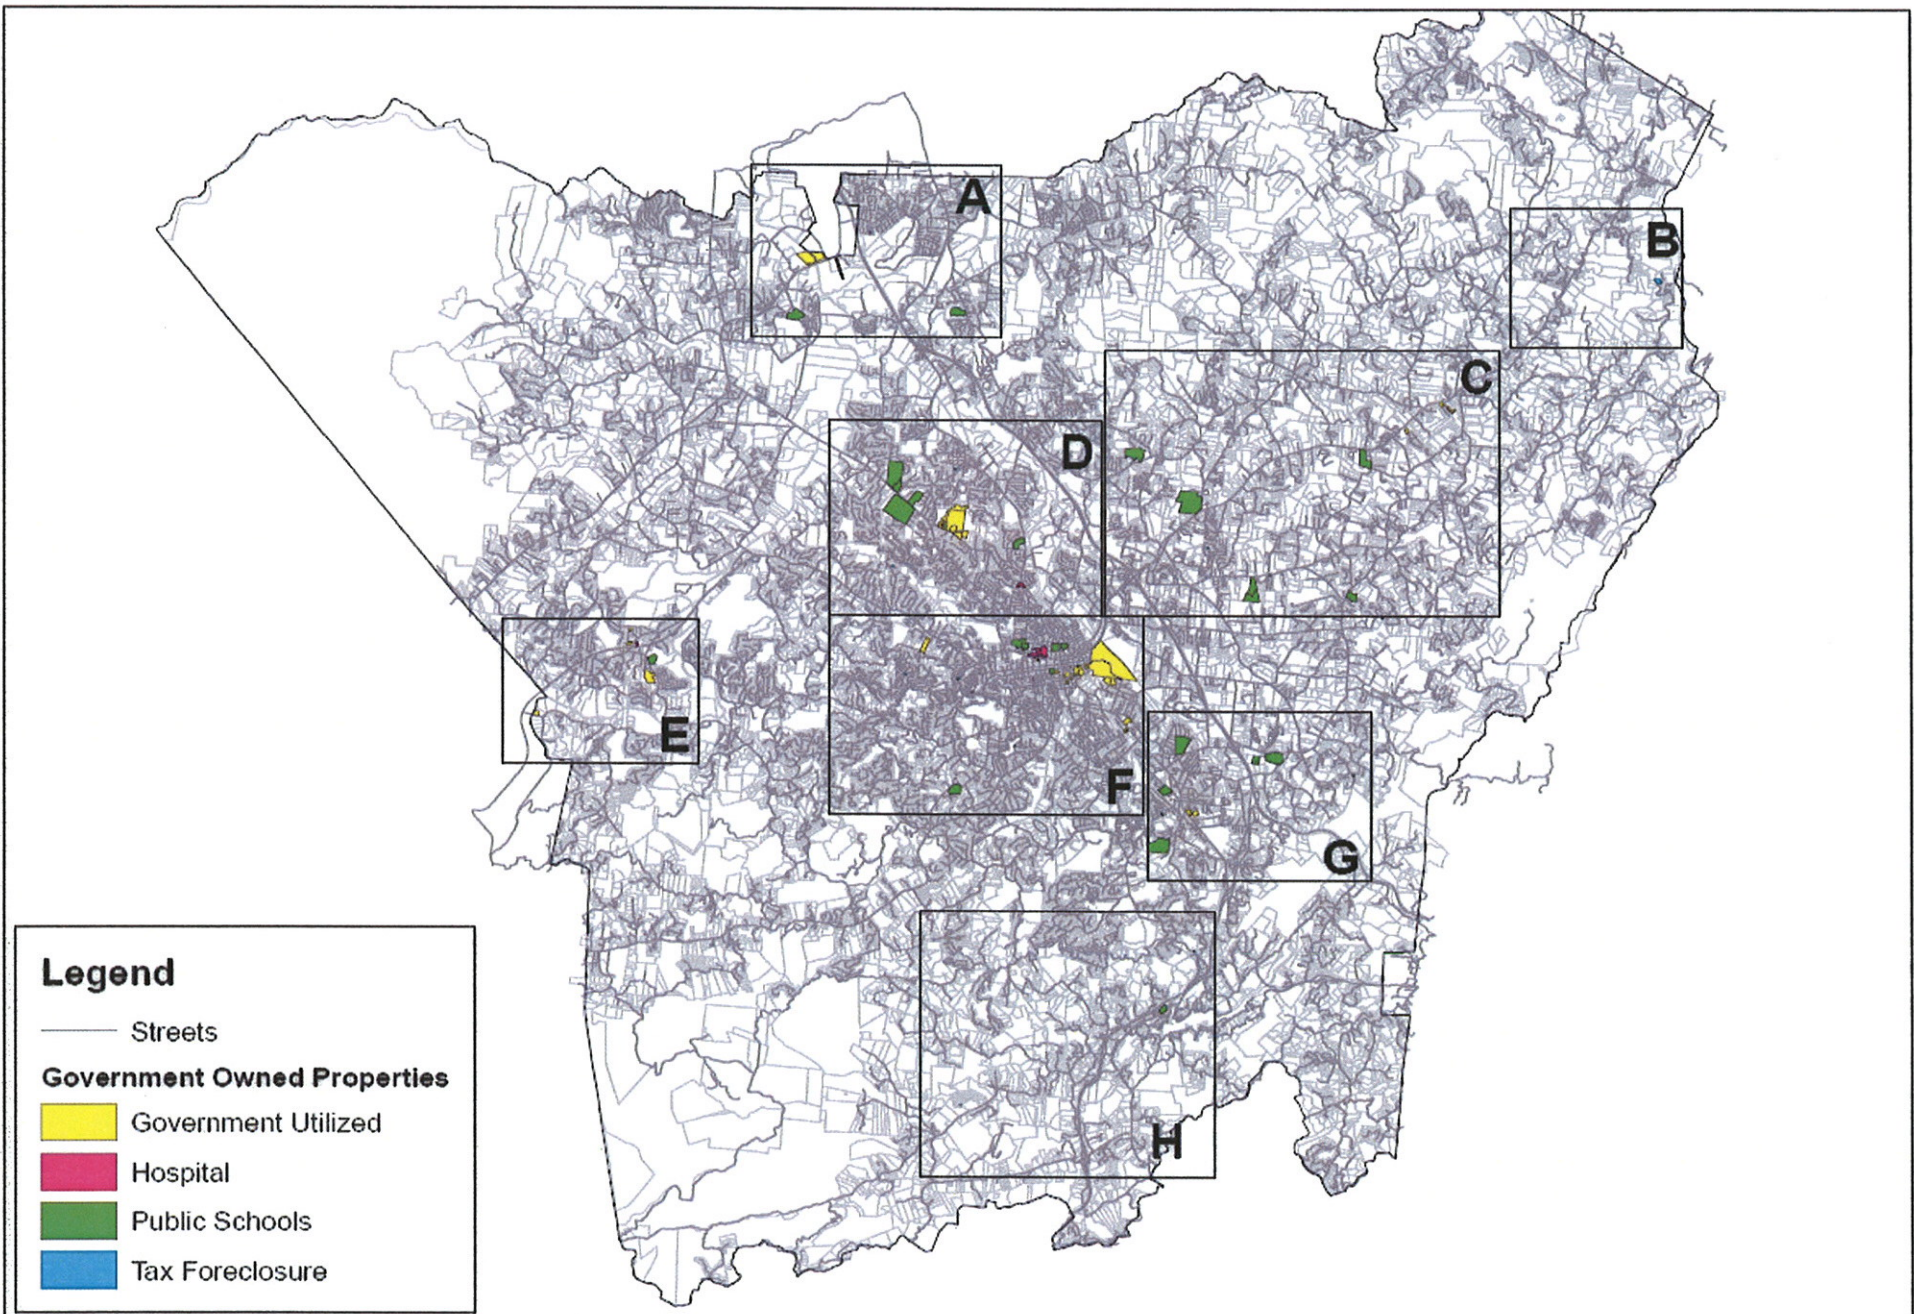 A
B
C
D
E
F
G
H
Legend
Streets
Government Owned Properties
Government Utilized
Hospital
Public Schools
Tax Foreclosure